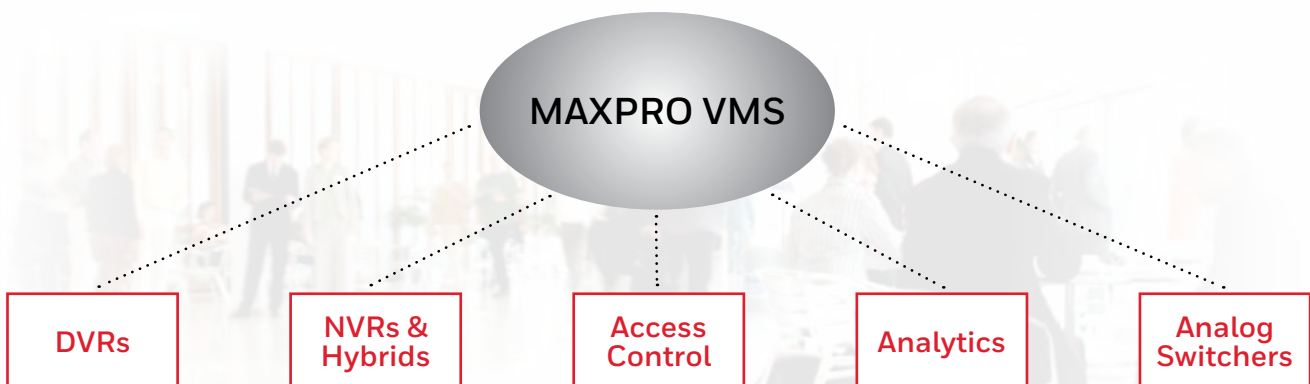 MAXPRO VMS
DVRs
NVRs &
Hybrids
Access
Control
Analytics
Analog
Switchers